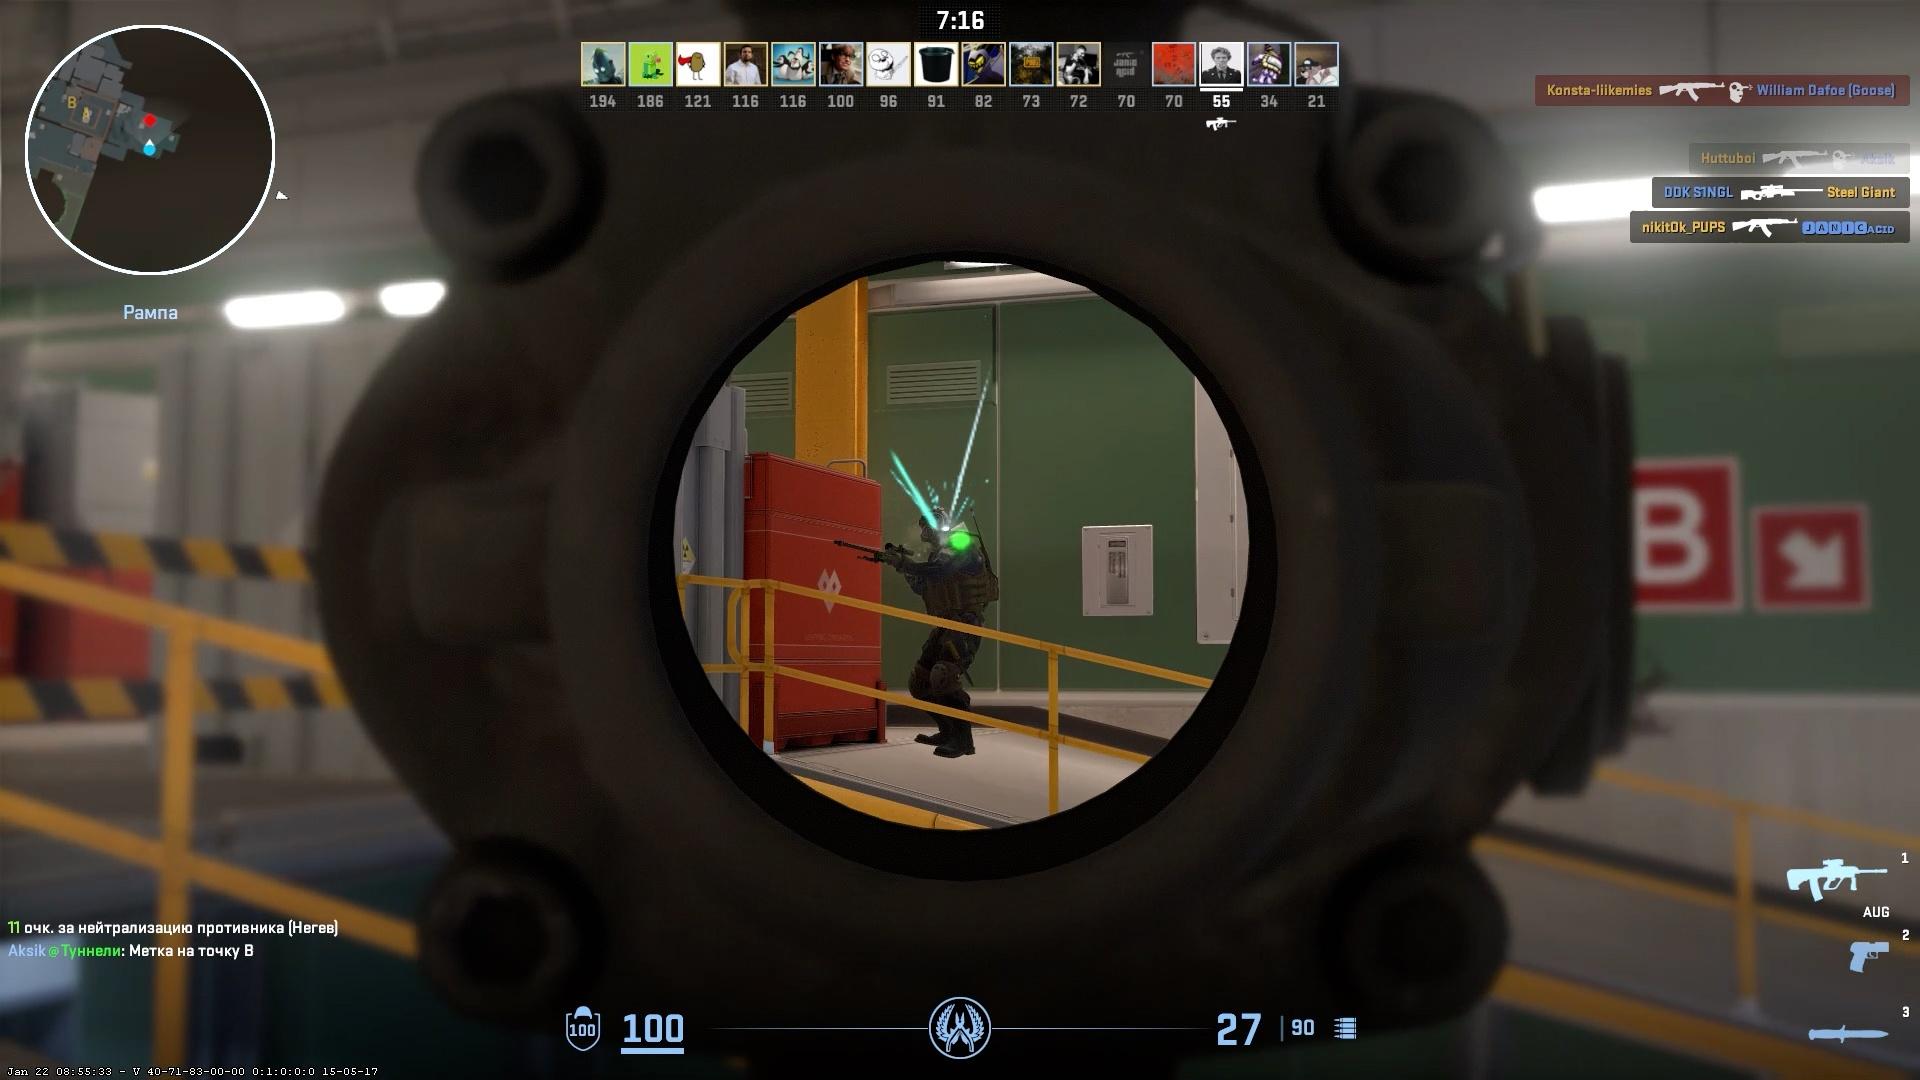 7:16
194 186 121 116 116 100 96 91 82 73 72 70 70 55 34 21
B
Рампа
Konsta-liikemies William Dafoe (Goose)
Huttuboi Aksik
DDK S1NGL Steel Giant
nikit0k_PUPS JANICACID
B
11 очк. за нейтрализацию противника (Негев)
Aksik@Туннели: Метка на точку B
1
AUG
2
3
100 100
27 | 90
Jan 22 08:55:33 - V 40-71-83-00-00 0:1:0:0:0 15-05-17